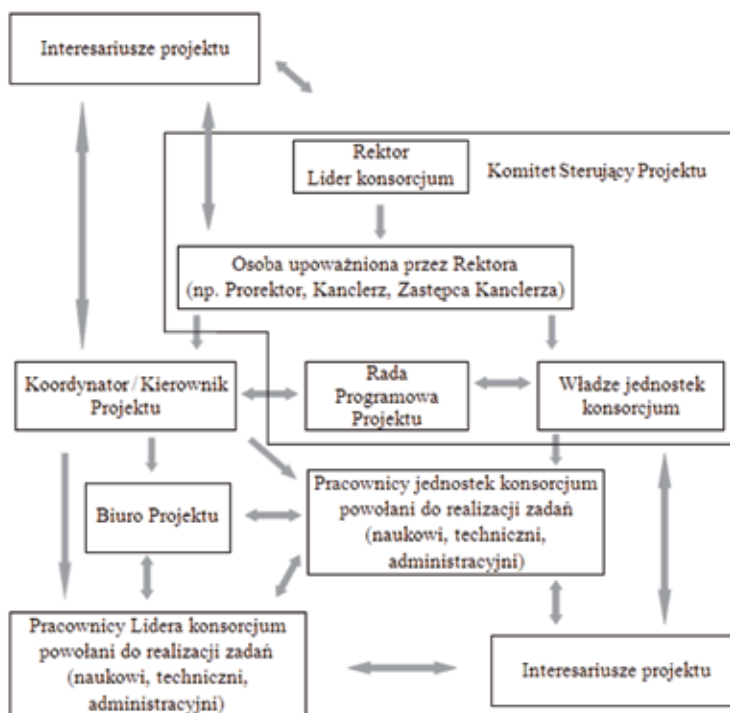 Interesariusze projektu
Rektor
Lider konsorcjum
Komitet Sterujący Projektu
Osoba upoważniona przez Rektora
(np. Prorektor, Kanclerz, Zastępca Kanclerza)
Koordynator / Kierownik
Projektu
Rada
Programowa
Projektu
Władze jednostek
konsorcjum
Biuro Projektu
Pracownicy jednostek konsorcjum
powołani do realizacji zadań
(naukowi, techniczni,
administracyjni)
Pracownicy Lidera konsorcjum
powołani do realizacji zadań
(naukowi, techniczni,
administracyjni)
Interesariusze projektu